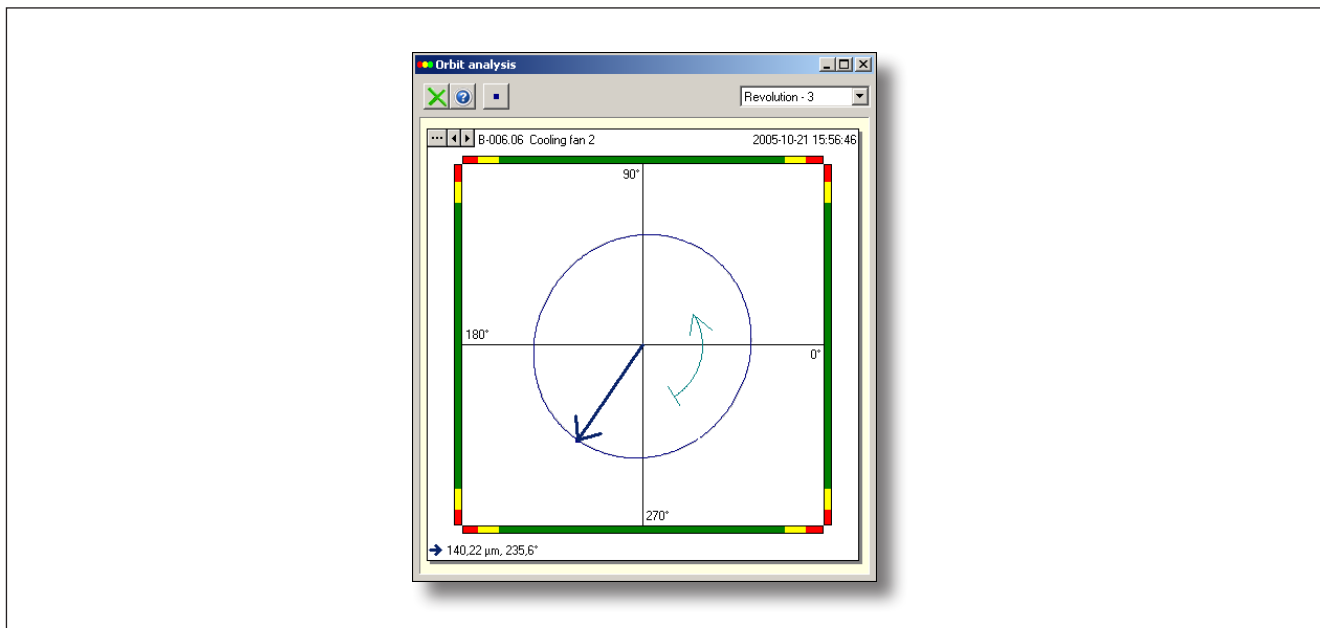 Orbit analysis
Revolution - 3
B-006.06 Cooling fan 2 2005-10-21 15:56:46
90°
180°
0°
270°
140,22 µm, 235,6°